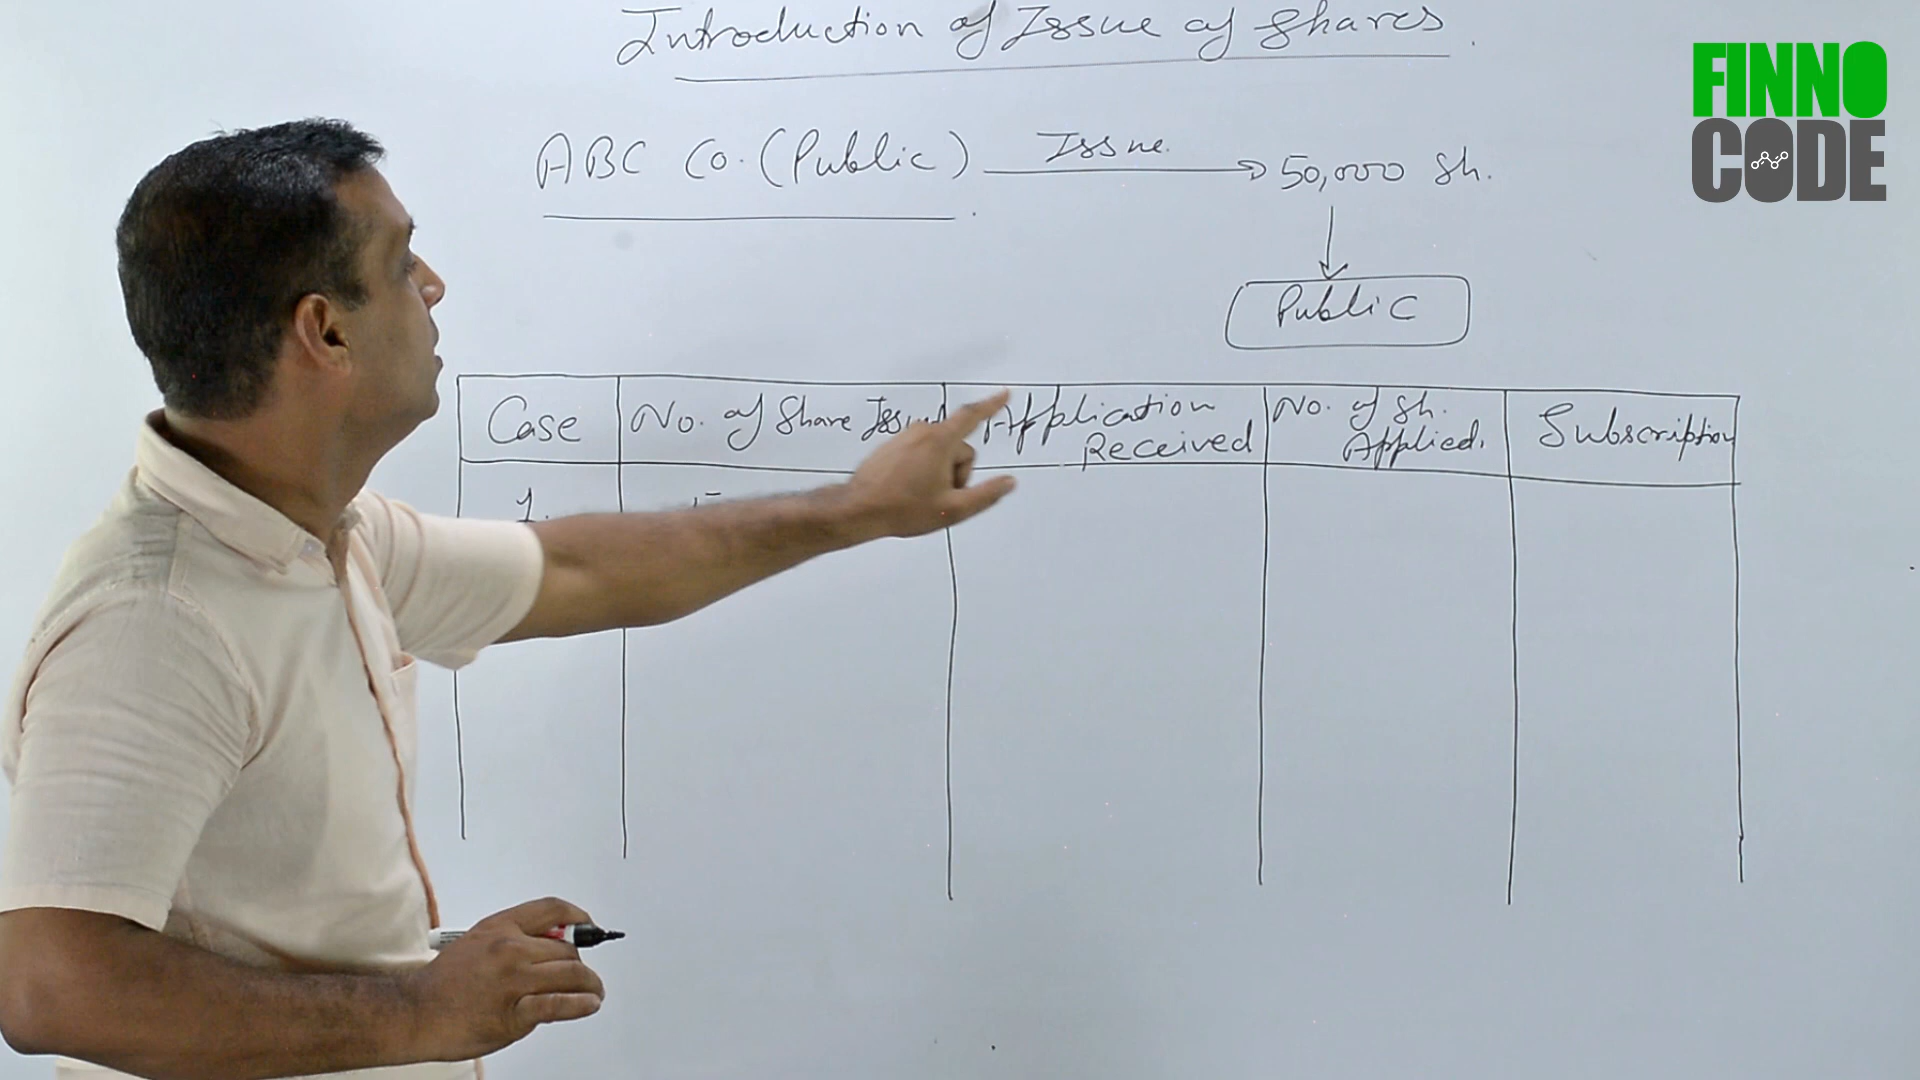 Introduction of Issue of Shares.
FINNO
CODE
ABC Co. (Public) Issue. 50,000 Sh.
Public
Case No. of Share Application No. of Sh. Subscription
Received Applied.
1.